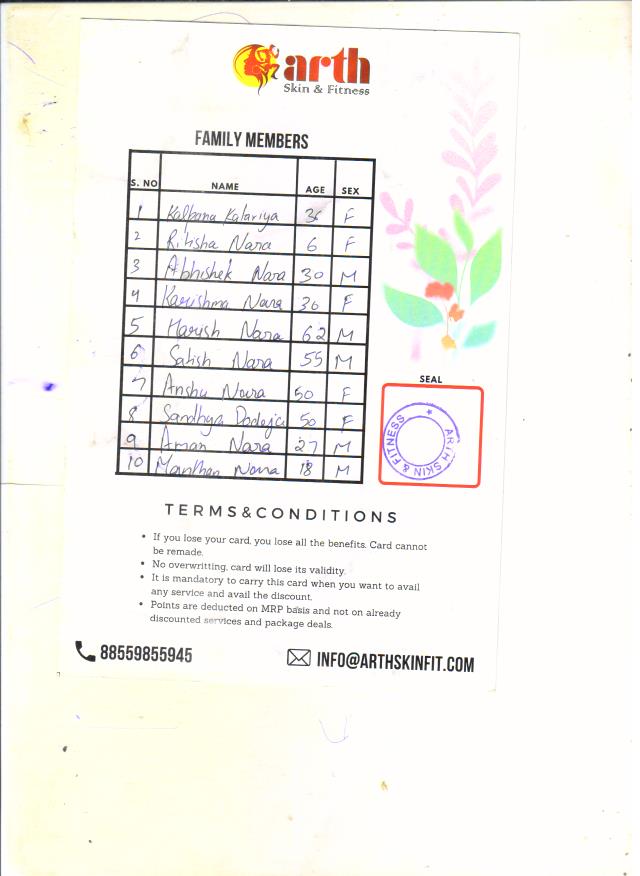 arth
Skin & Fitness
FAMILY MEMBERS
S. NO NAME AGE SEX
1 Kalpana Kalariya 36 F
2 Ritisha Nara 6 F
3 Abhishek Nara 30 M
4 Karishma Nara 30 F
5 Harish Nara 62 M
6 Satish Nara 55 M
7 Anshu Nara 50 F
8 Sandhya Dodeja 50 F
9 Aman Nara 27 M
10 Manthan Nara 18 M
SEAL
ARTH SKIN & FITNESS
TERMS&CONDITIONS
• If you lose your card, you lose all the benefits. Card cannot
be remade.
• No overwritting, card will lose its validity.
• It is mandatory to carry this card when you want to avail
any service and avail the discount.
• Points are deducted on MRP basis and not on already
discounted services and package deals.
88559855945
INFO@ARTHSKINFIT.COM